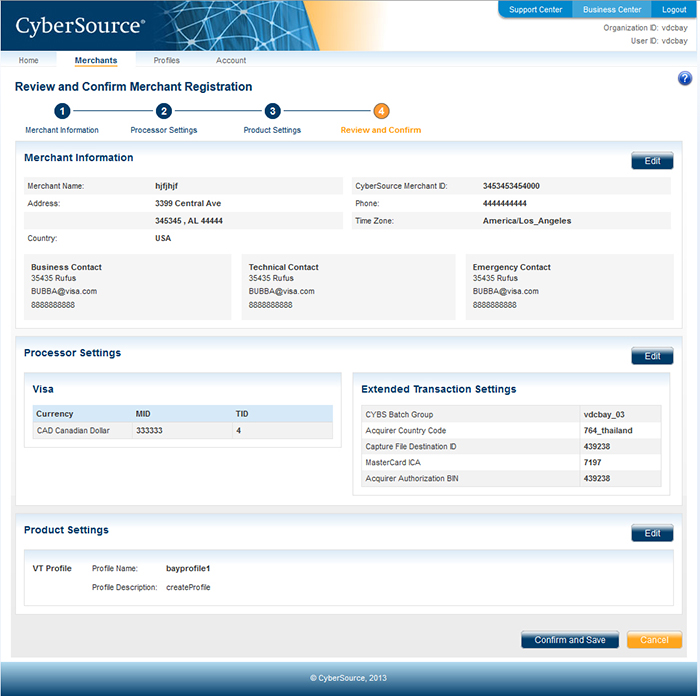 CyberSource®
Support Center Business Center Logout
Organization ID: vdcbay
User ID: vdcbay
Home Merchants Profiles Account
Review and Confirm Merchant Registration
?
1 2 3 4
Merchant Information Processor Settings Product Settings Review and Confirm
Merchant Information Edit
Merchant Name: hjfjhjf CyberSource Merchant ID: 3453453454000
Address: 3399 Central Ave Phone: 4444444444
345345 , AL 44444 Time Zone: America/Los_Angeles
Country: USA
Business Contact Technical Contact Emergency Contact
35435 Rufus 35435 Rufus 35435 Rufus
BUBBA@visa.com BUBBA@visa.com BUBBA@visa.com
8888888888 8888888888 8888888888
Processor Settings Edit
Visa
Currency MID TID
CAD Canadian Dollar 333333 4
Extended Transaction Settings
CYBS Batch Group vdcbay_03
Acquirer Country Code 764_thailand
Capture File Destination ID 439238
MasterCard ICA 7197
Acquirer Authorization BIN 439238
Product Settings Edit
VT Profile Profile Name: bayprofile1
Profile Description: createProfile
Confirm and Save Cancel
© CyberSource, 2013